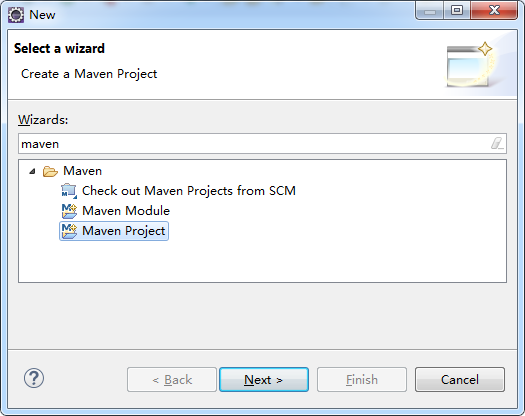 New
Select a wizard
Create a Maven Project
Wizards:
maven
Maven
Check out Maven Projects from SCM
Maven Module
Maven Project
?
< Back
Next >
Finish
Cancel